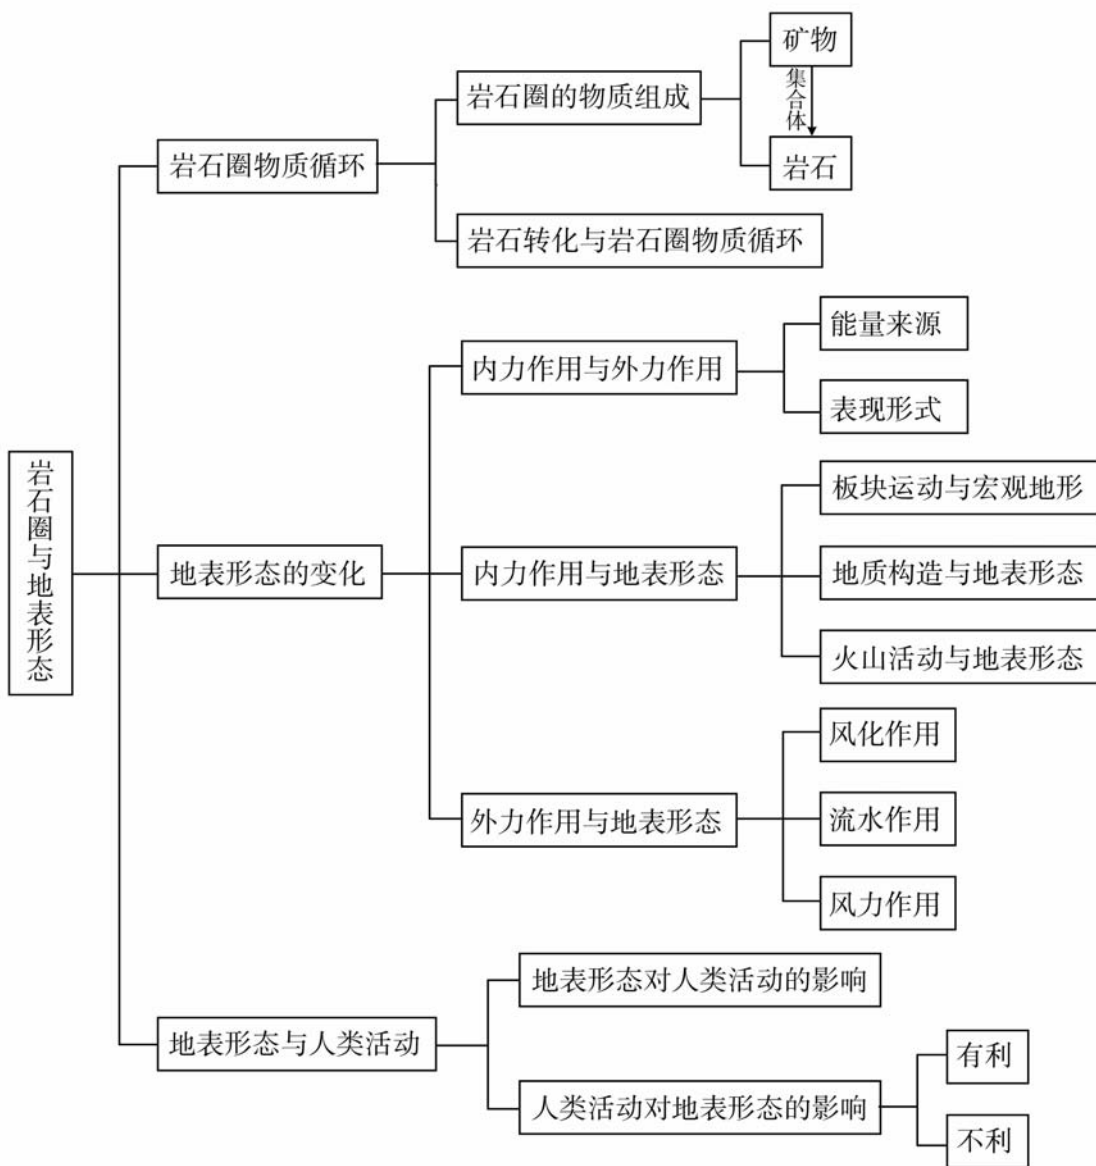 岩石圈与地表形态
岩石圈物质循环
岩石圈的物质组成
矿物
集合体
岩石
岩石转化与岩石圈物质循环
地表形态的变化
内力作用与外力作用
能量来源
表现形式
内力作用与地表形态
板块运动与宏观地形
地质构造与地表形态
火山活动与地表形态
外力作用与地表形态
风化作用
流水作用
风力作用
地表形态与人类活动
地表形态对人类活动的影响
人类活动对地表形态的影响
有利
不利